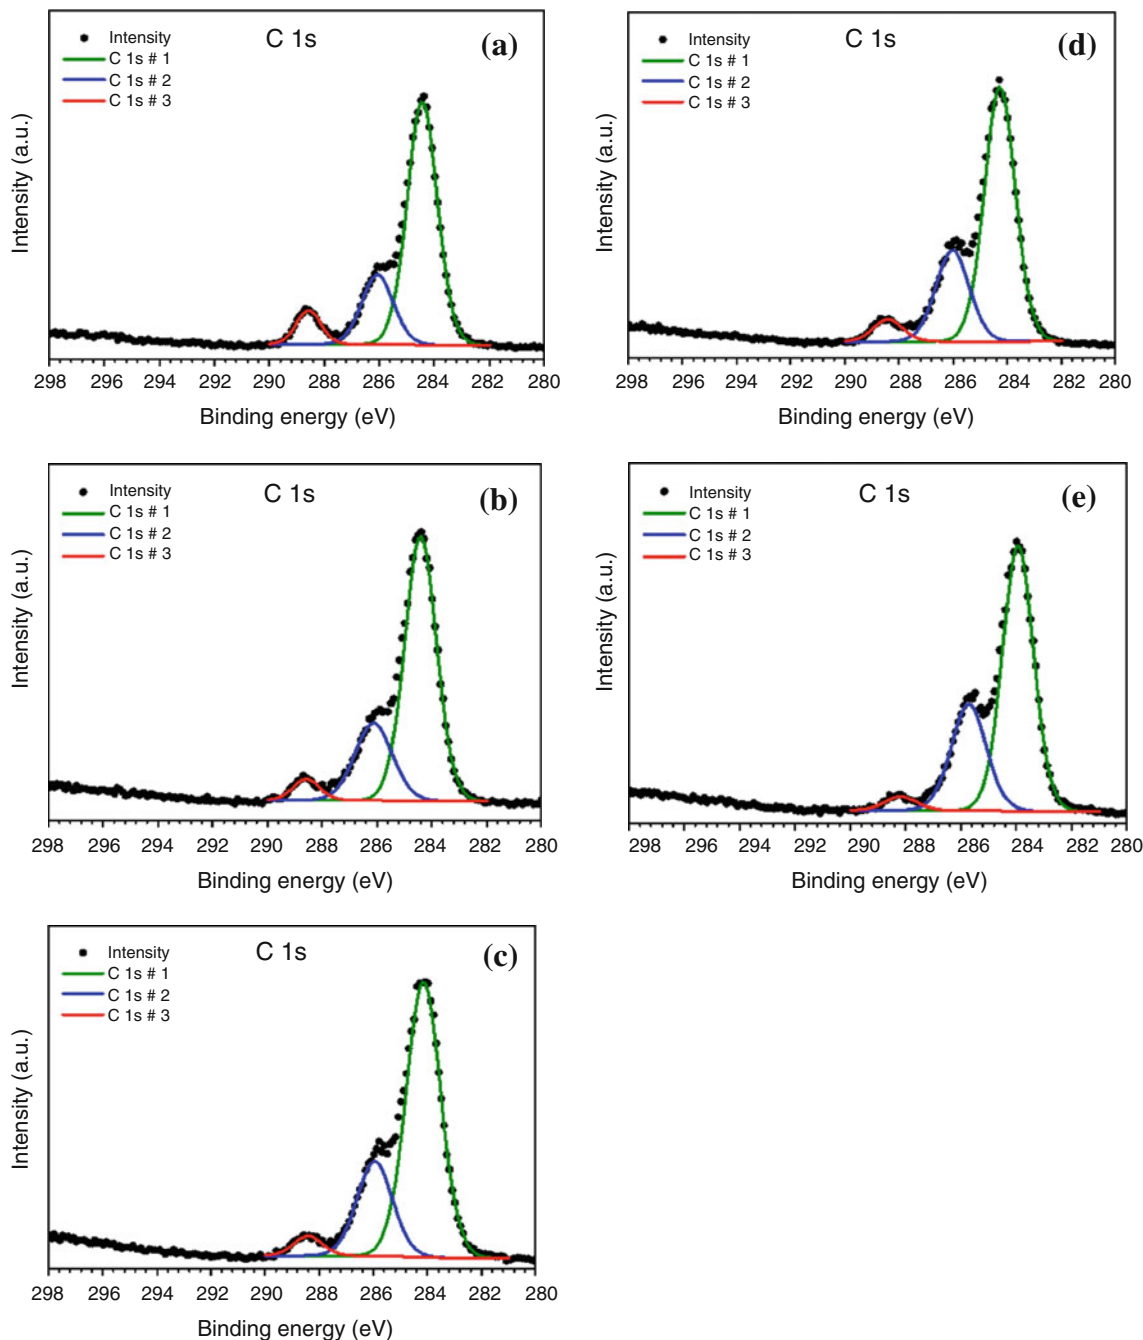 Intensity
C 1s # 1
C 1s # 2
C 1s # 3
C 1s
(a)
Intensity (a.u.)
298 296 294 292 290 288 286 284 282 280
Binding energy (eV)
Intensity
C 1s # 1
C 1s # 2
C 1s # 3
C 1s
(d)
Intensity (a.u.)
298 296 294 292 290 288 286 284 282 280
Binding energy (eV)
Intensity
C 1s # 1
C 1s # 2
C 1s # 3
C 1s
(b)
Intensity (a.u.)
298 296 294 292 290 288 286 284 282 280
Binding energy (eV)
Intensity
C 1s # 1
C 1s # 2
C 1s # 3
C 1s
(e)
Intensity (a.u.)
298 296 294 292 290 288 286 284 282 280
Binding energy (eV)
Intensity
C 1s # 1
C 1s # 2
C 1s # 3
C 1s
(c)
Intensity (a.u.)
298 296 294 292 290 288 286 284 282 280
Binding energy (eV)